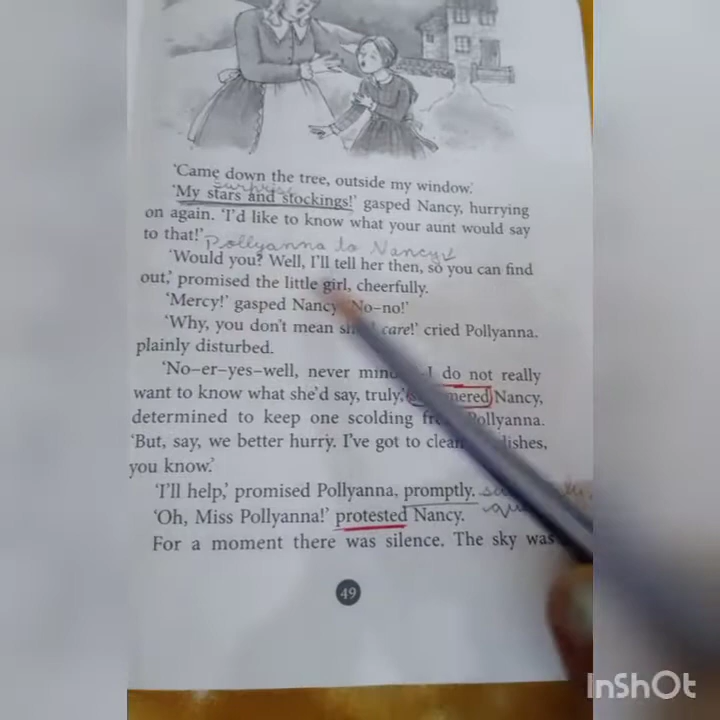 'Came down the tree, outside my window.'
surprise
'My stars and stockings!' gasped Nancy, hurrying
on again. 'I'd like to know what your aunt would say
to that!' Pollyanna to Nancy
'Would you? Well, I'll tell her then, so you can find
out,' promised the little girl, cheerfully.
'Mercy!' gasped Nancy 'No–no!'
'Why, you don't mean care!' cried Pollyanna,
plainly disturbed.
'No–er–yes–well, never I do not really
want to know what she'd say, truly,' Nancy,
determined to keep one scolding Pollyanna.
'But, say, we better hurry. I've got to dishes,
you know.'
'I'll help,' promised Pollyanna, promptly.
'Oh, Miss Pollyanna!' protested Nancy.
For a moment there was silence. The sky was
49
InShOt